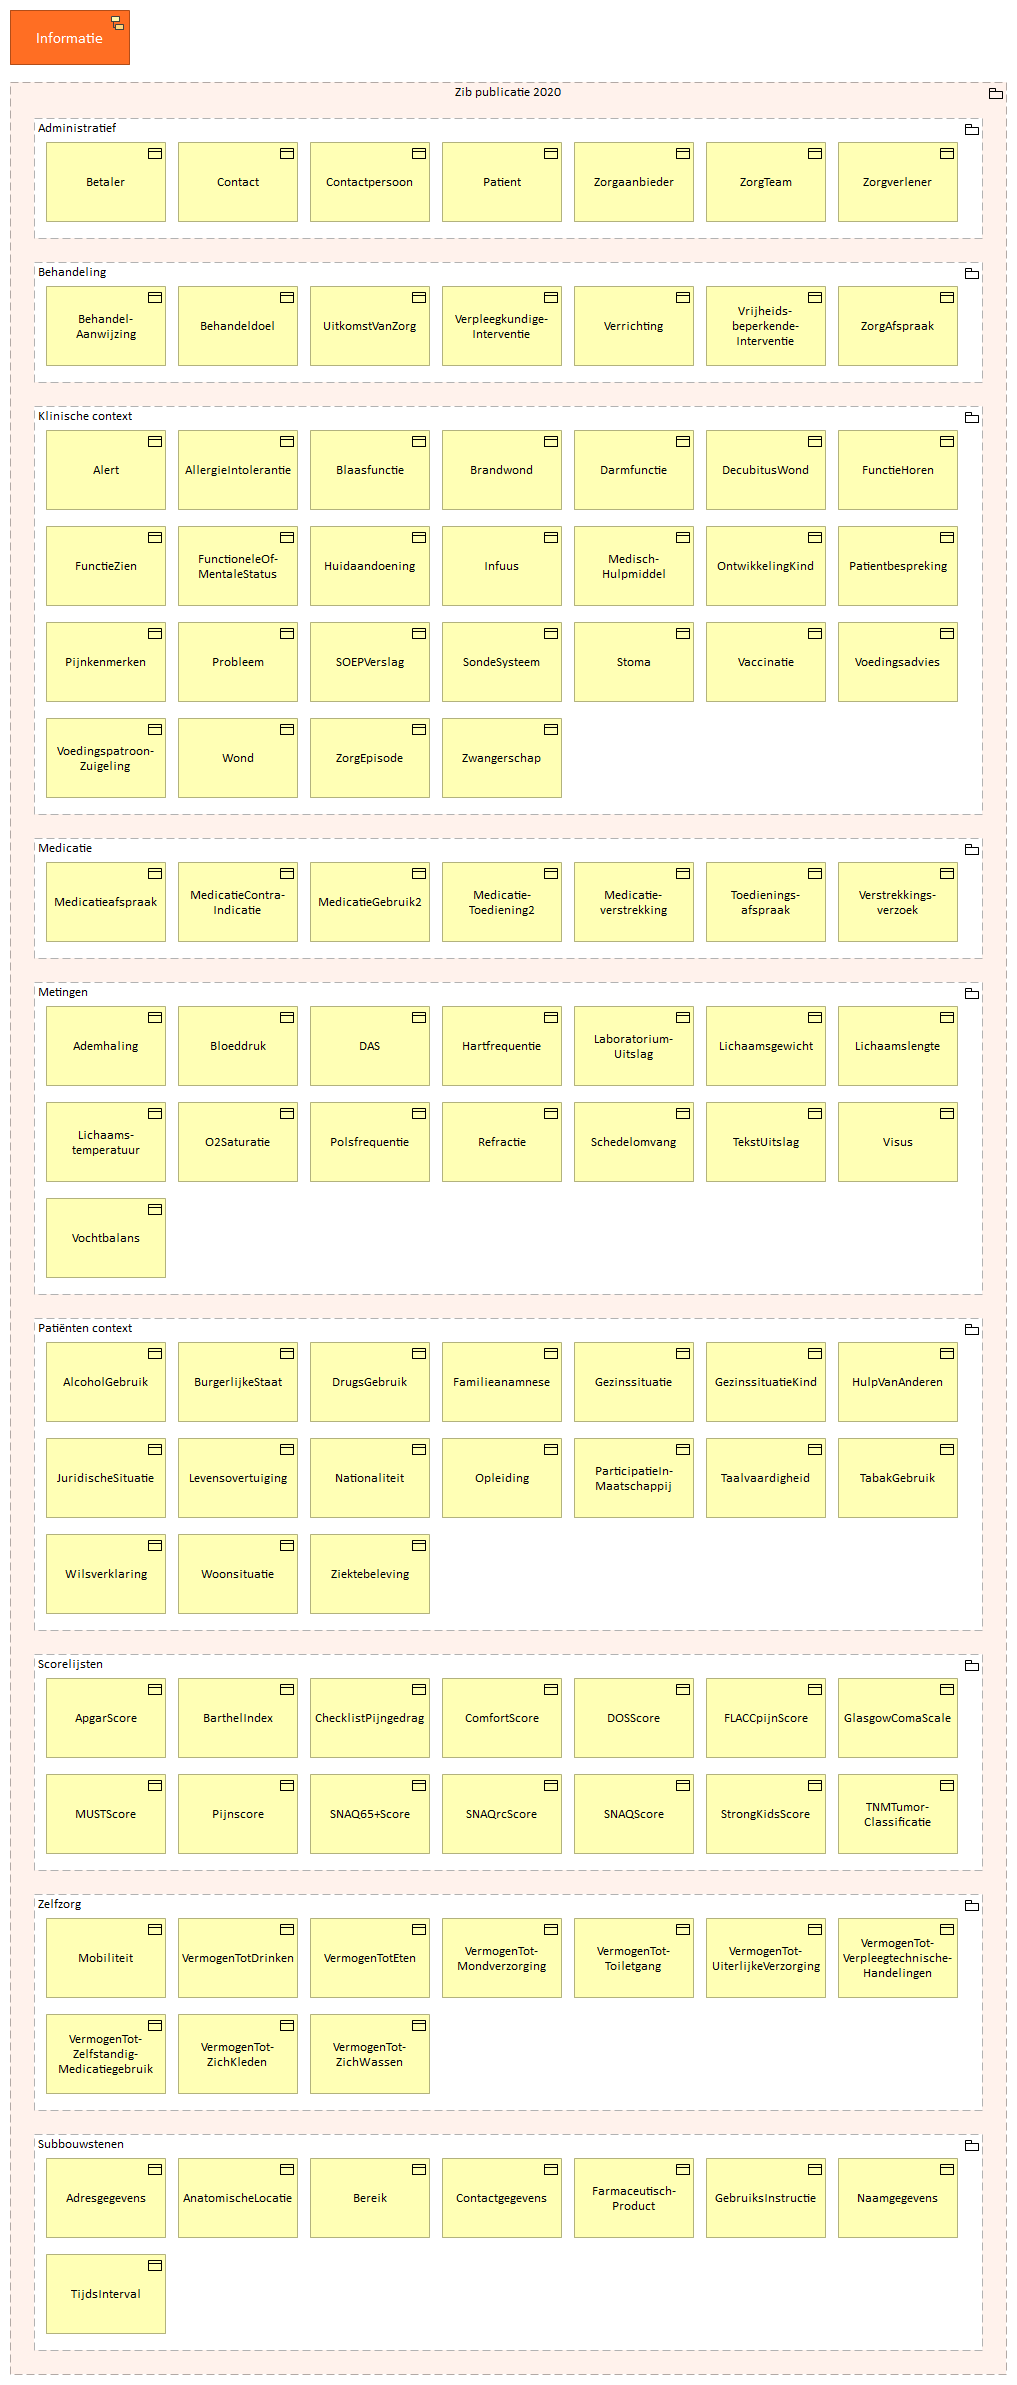 Informatie
Zib publicatie 2020
Administratief
Betaler
Contact
Contactpersoon
Patient
Zorgaanbieder
ZorgTeam
Zorgverlener
Behandeling
Behandel-
Aanwijzing
Behandeldoel
UitkomstVanZorg
Verpleegkundige-
Interventie
Verrichting
Vrijheids-
beperkende-
Interventie
ZorgAfspraak
Klinische context
Alert
AllergieIntolerantie
Blaasfunctie
Brandwond
Darmfunctie
DecubitusWond
FunctieHoren
FunctieZien
FunctioneleOf-
MentaleStatus
Huidaandoening
Infuus
Medisch-
Hulpmiddel
OntwikkelingKind
Patientbespreking
Pijnkenmerken
Probleem
SOEPVerslag
SondeSysteem
Stoma
Vaccinatie
Voedingsadvies
Voedingspatroon-
Zuigeling
Wond
ZorgEpisode
Zwangerschap
Medicatie
Medicatieafspraak
MedicatieContra-
Indicatie
MedicatieGebruik2
Medicatie-
Toediening2
Medicatie-
verstrekking
Toedienings-
afspraak
Verstrekkings-
verzoek
Metingen
Ademhaling
Bloeddruk
DAS
Hartfrequentie
Laboratorium-
Uitslag
Lichaamsgewicht
Lichaamslengte
Lichaams-
temperatuur
O2Saturatie
Polsfrequentie
Refractie
Schedelomvang
TekstUitslag
Visus
Vochtbalans
Patiënten context
AlcoholGebruik
BurgerlijkeStaat
DrugsGebruik
Familieanamnese
Gezinssituatie
GezinssituatieKind
HulpVanAnderen
JuridischeSituatie
Levensovertuiging
Nationaliteit
Opleiding
ParticipatieIn-
Maatschappij
Taalvaardigheid
TabakGebruik
Wilsverklaring
Woonsituatie
Ziektebeleving
Scorelijsten
ApgarScore
BarthelIndex
ChecklistPijngedrag
ComfortScore
DOSScore
FLACCpijnScore
GlasgowComaScale
MUSTScore
Pijnscore
SNAQ65+Score
SNAQrcScore
SNAQScore
StrongKidsScore
TNMTumor-
Classificatie
Zelfzorg
Mobiliteit
VermogenTotDrinken
VermogenTotEten
VermogenTot-
Mondverzorging
VermogenTot-
Toiletgang
VermogenTot-
UiterlijkeVerzorging
VermogenTot-
Verpleegtechnische-
Handelingen
VermogenTot-
Zelfstandig-
Medicatiegebruik
VermogenTot-
ZichKleden
VermogenTot-
ZichWassen
Subbouwstenen
Adresgegevens
AnatomischeLocatie
Bereik
Contactgegevens
Farmaceutisch-
Product
GebruiksInstructie
Naamgegevens
TijdsInterval